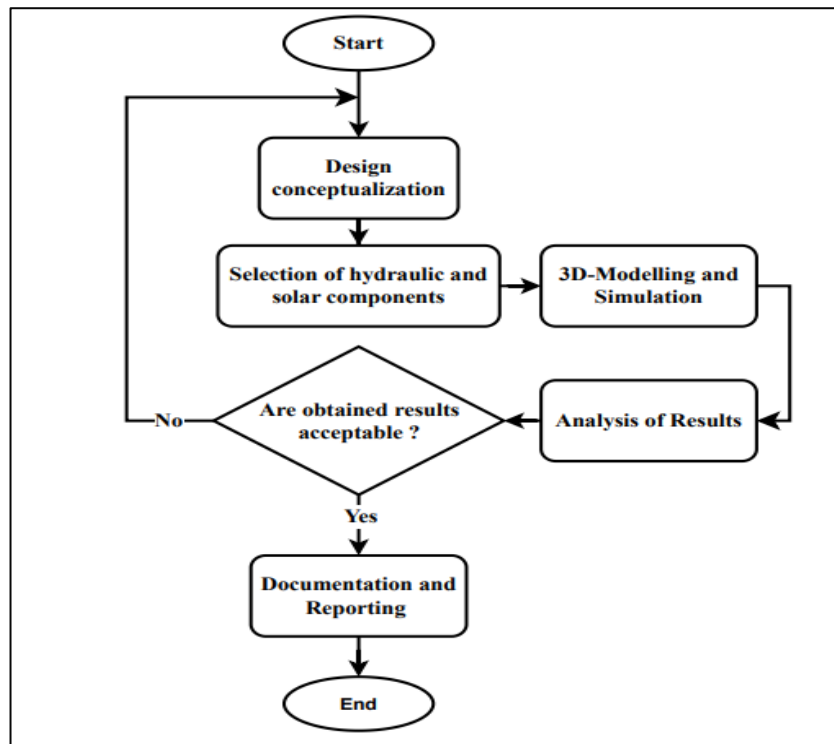 Start
Design
conceptualization
Selection of hydraulic and
solar components
3D-Modelling and
Simulation
Analysis of Results
Are obtained results
acceptable ?
No
Yes
Documentation and
Reporting
End